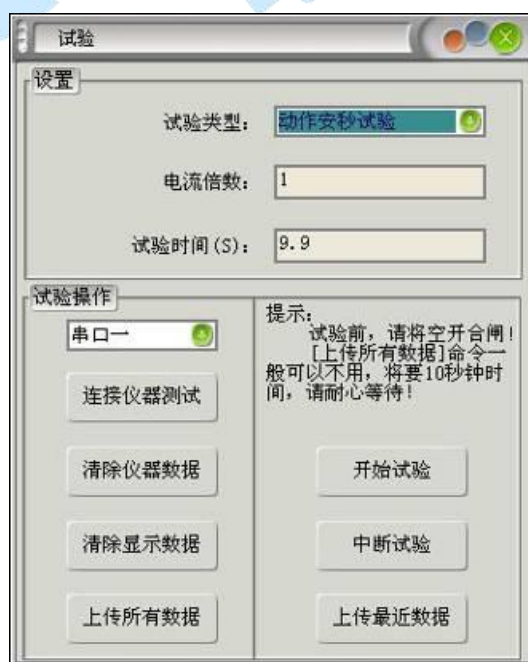 试验
设置
试验类型：
动作安秒试验
电流倍数：
1
试验时间(S)：
9.9
试验操作
串口一
连接仪器测试
清除仪器数据
清除显示数据
上传所有数据
提示：
试验前，请将空开合闸！
[上传所有数据]命令一
般可以不用，将要10秒钟时
间，请耐心等待！
开始试验
中断试验
上传最近数据